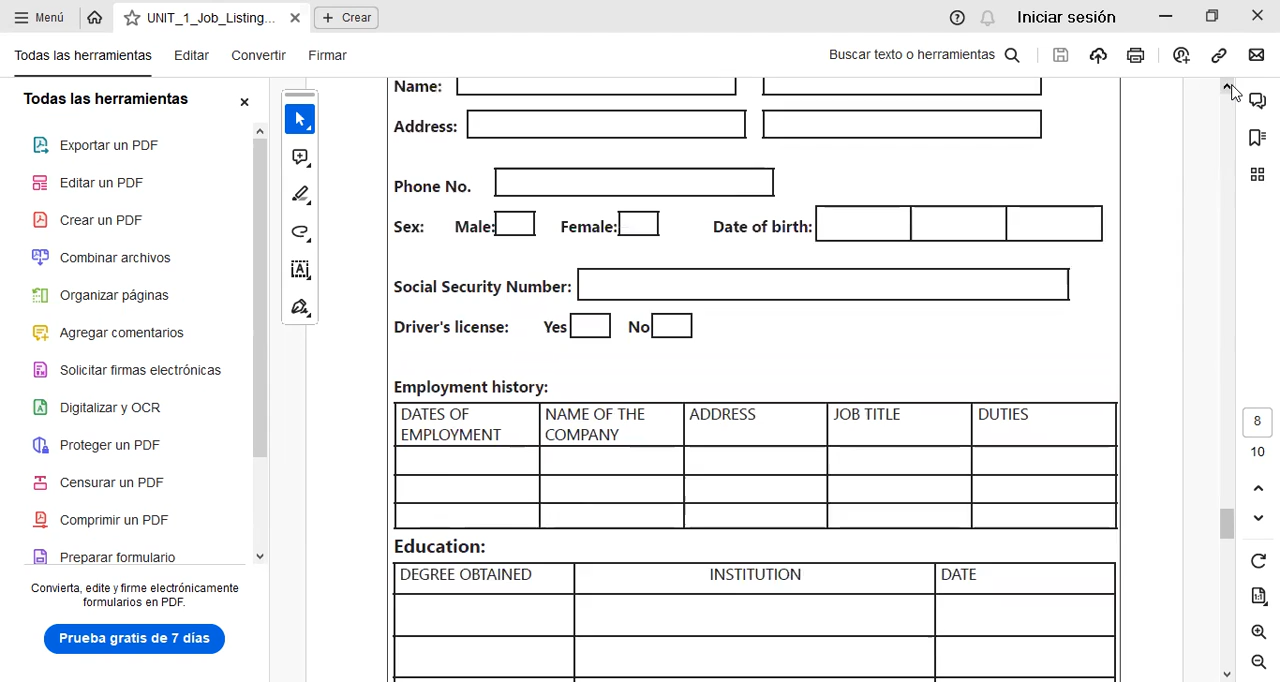 Menú
UNIT_1_Job_Listing...
Crear
Iniciar sesión
Todas las herramientas
Editar
Convertir
Firmar
Buscar texto o herramientas
Todas las herramientas
Exportar un PDF
Editar un PDF
Crear un PDF
Combinar archivos
Organizar páginas
Agregar comentarios
Solicitar firmas electrónicas
Digitalizar y OCR
Proteger un PDF
Censurar un PDF
Comprimir un PDF
Preparar formulario
Convierta, edite y firme electrónicamente
formularios en PDF.
Prueba gratis de 7 días
Name:
Address:
Phone No.
Sex: Male: Female: Date of birth:
Social Security Number:
Driver's license: Yes No
Employment history:
DATES OF EMPLOYMENT
NAME OF THE COMPANY
ADDRESS
JOB TITLE
DUTIES
Education:
DEGREE OBTAINED
INSTITUTION
DATE
8
10